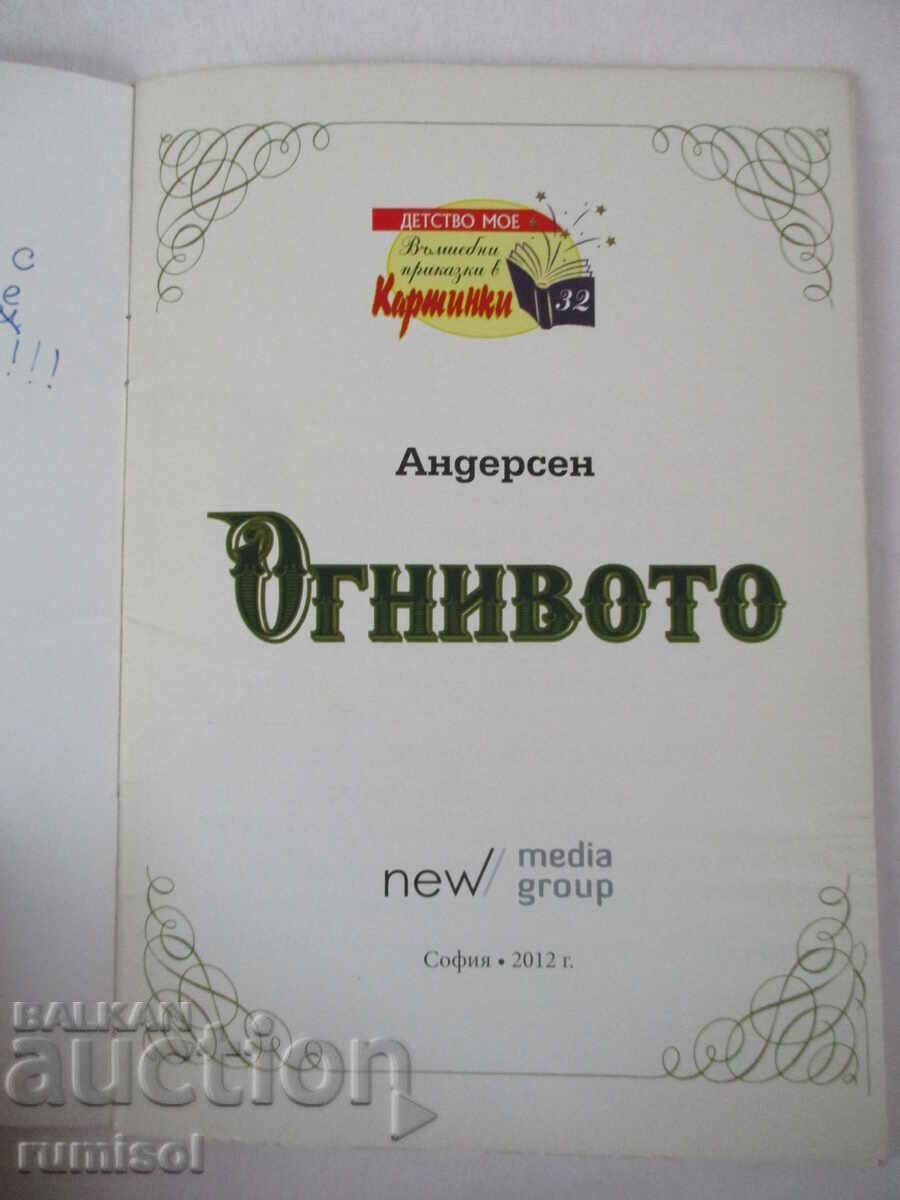 с
е
х
!!!
ДЕТСТВО МОЕ
Вълшебни
приказки в
Картинки
32
Андерсен
Огнивото
new media
group
София • 2012 г.
BALKAN
auction
rumisol